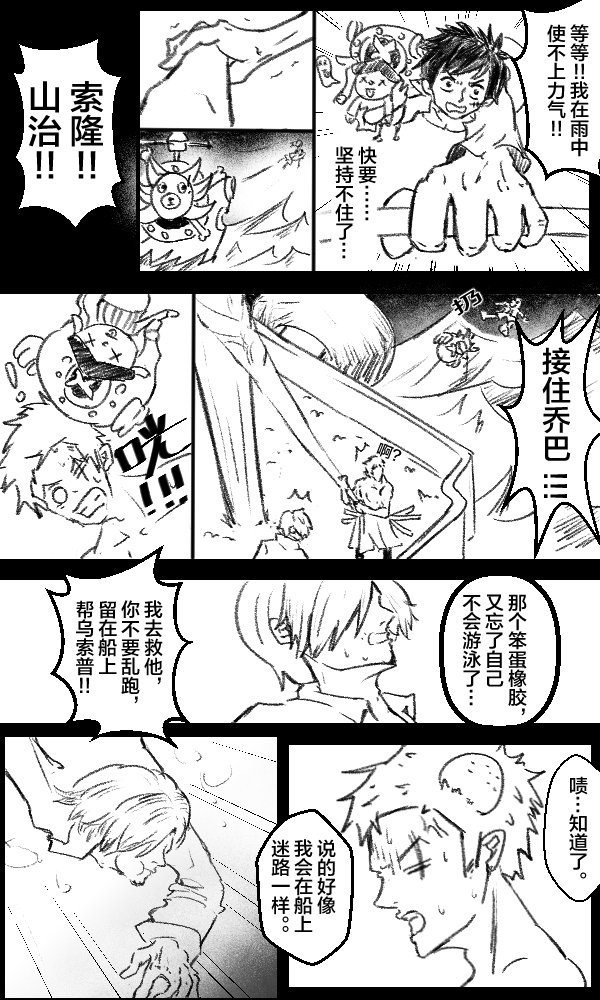 等等!!我在雨中
使不上力气!!
快要……
坚持不住了…
索隆!!
山治!!
接住乔巴!!!
啊?
咣!!!
那个笨蛋橡胶,
又忘了自己
不会游泳了…
我去救他,
你不要乱跑,
留在船上
帮乌索普!!
啧…知道了。
说的好像
我会在船上
迷路一样。。